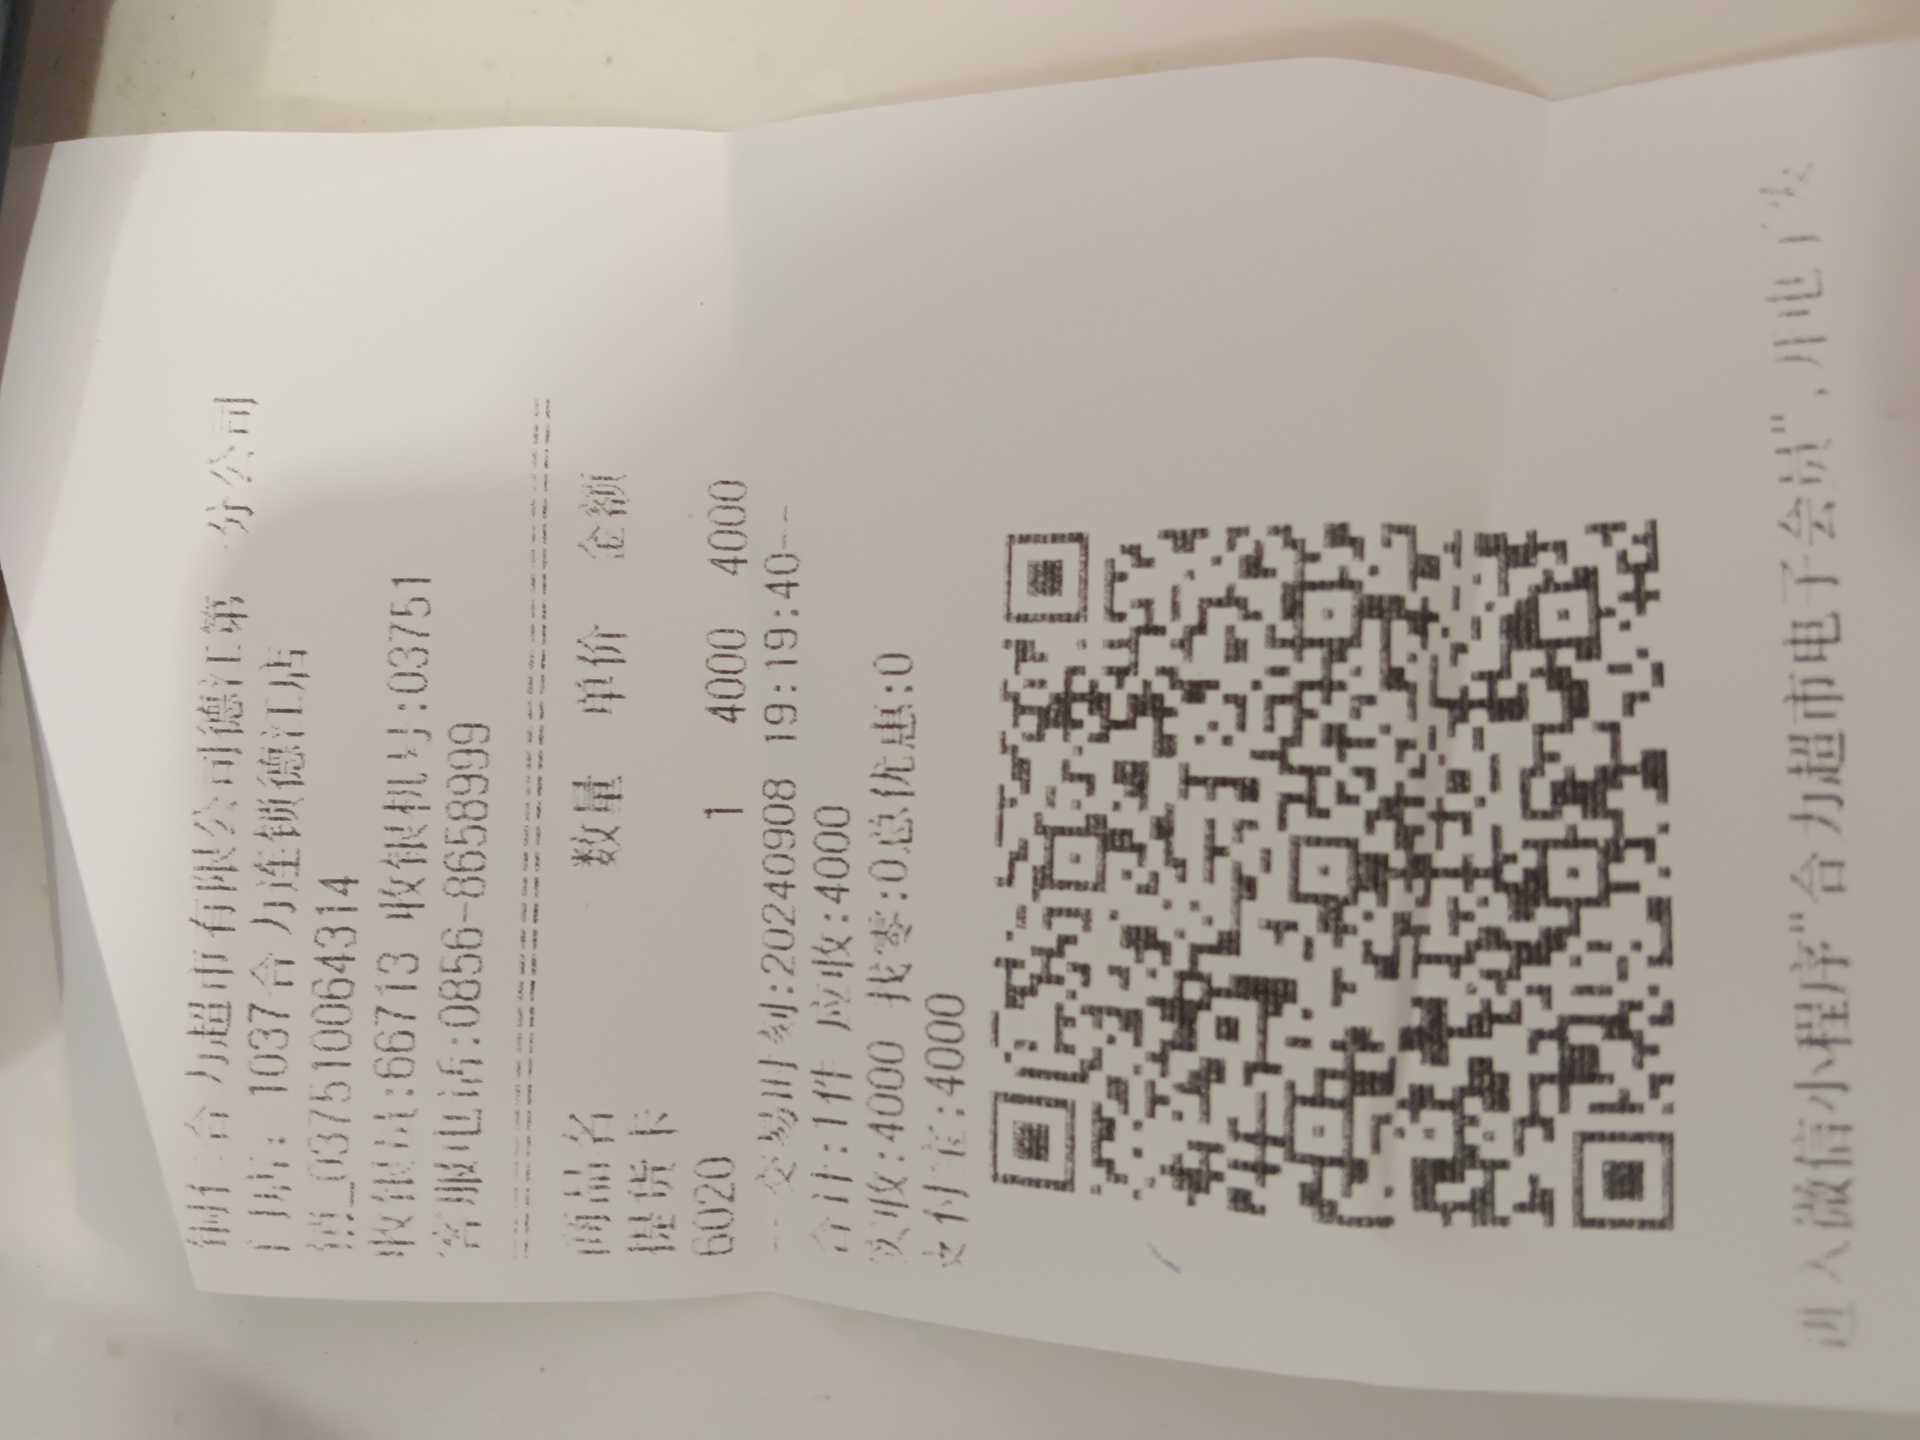 铜仁合力超市有限公司德江第一分公司
门店: 1037合力连锁德江店
销_037510064314
收银员:66713 收银机号:03751
客服电话:0856-8658999
商品名 数量 单价 金额
提货卡
6020 1 4000 4000
--交易时刻:20240908 19:19:40--
合计:1件 应收:4000
实收:4000 找零:0总优惠:0
支付宝:4000
进入微信小程序"合力超市电子会员",开电子发